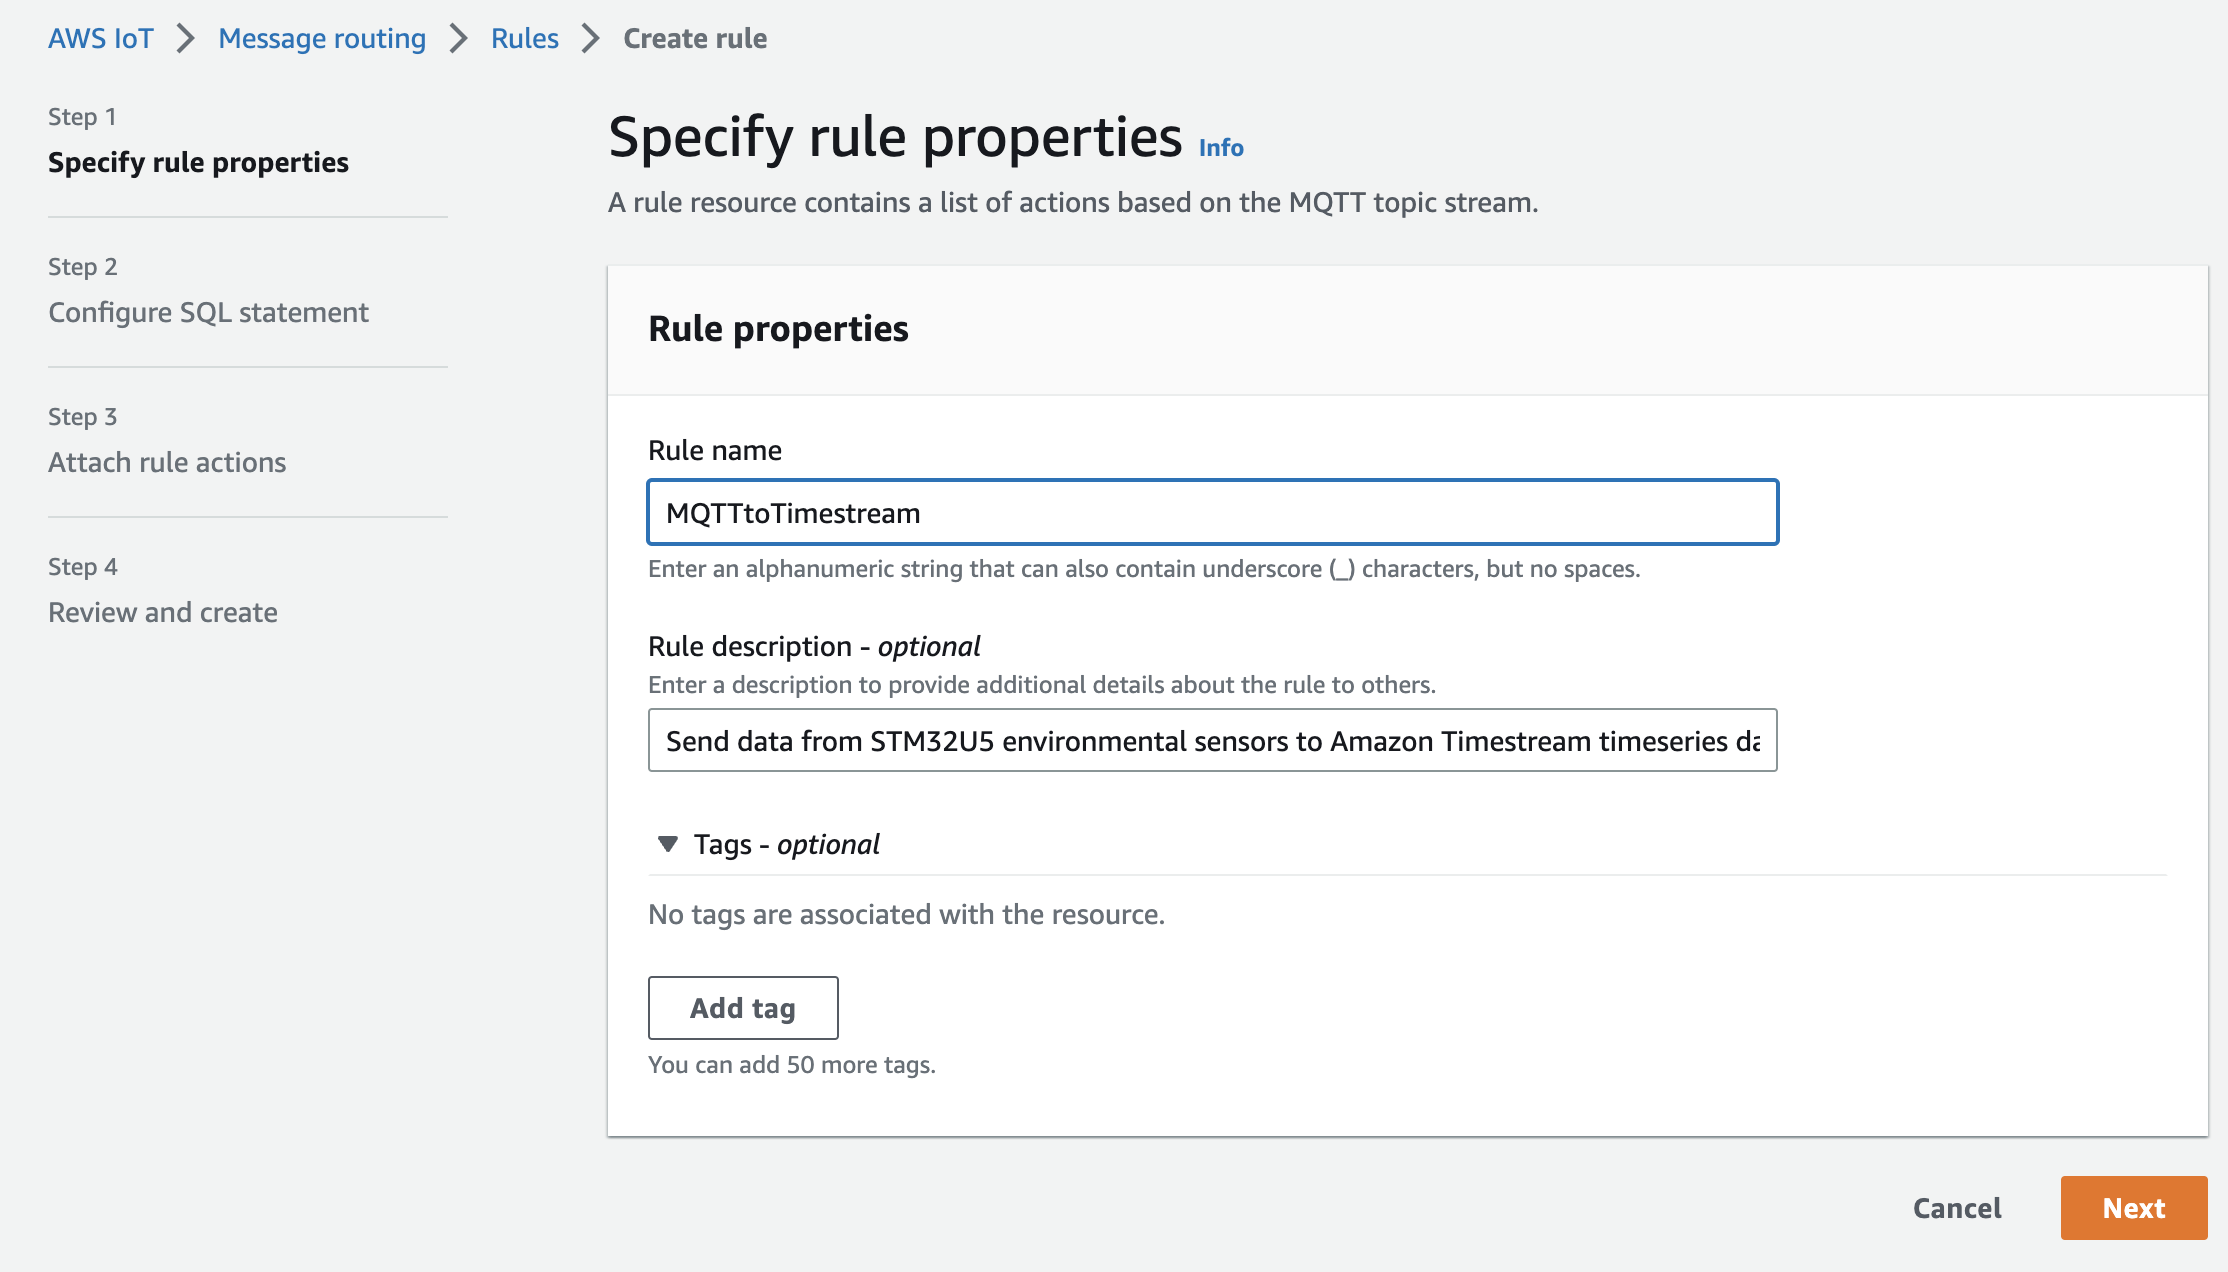 AWS IoT > Message routing > Rules > Create rule
Step 1
Specify rule properties
Step 2
Configure SQL statement
Step 3
Attach rule actions
Step 4
Review and create
Specify rule properties Info
A rule resource contains a list of actions based on the MQTT topic stream.
Rule properties
Rule name
MQTTtoTimestream
Enter an alphanumeric string that can also contain underscore (_) characters, but no spaces.
Rule description - optional
Enter a description to provide additional details about the rule to others.
Send data from STM32U5 environmental sensors to Amazon Timestream timeseries da
Tags - optional
No tags are associated with the resource.
Add tag
You can add 50 more tags.
Cancel
Next